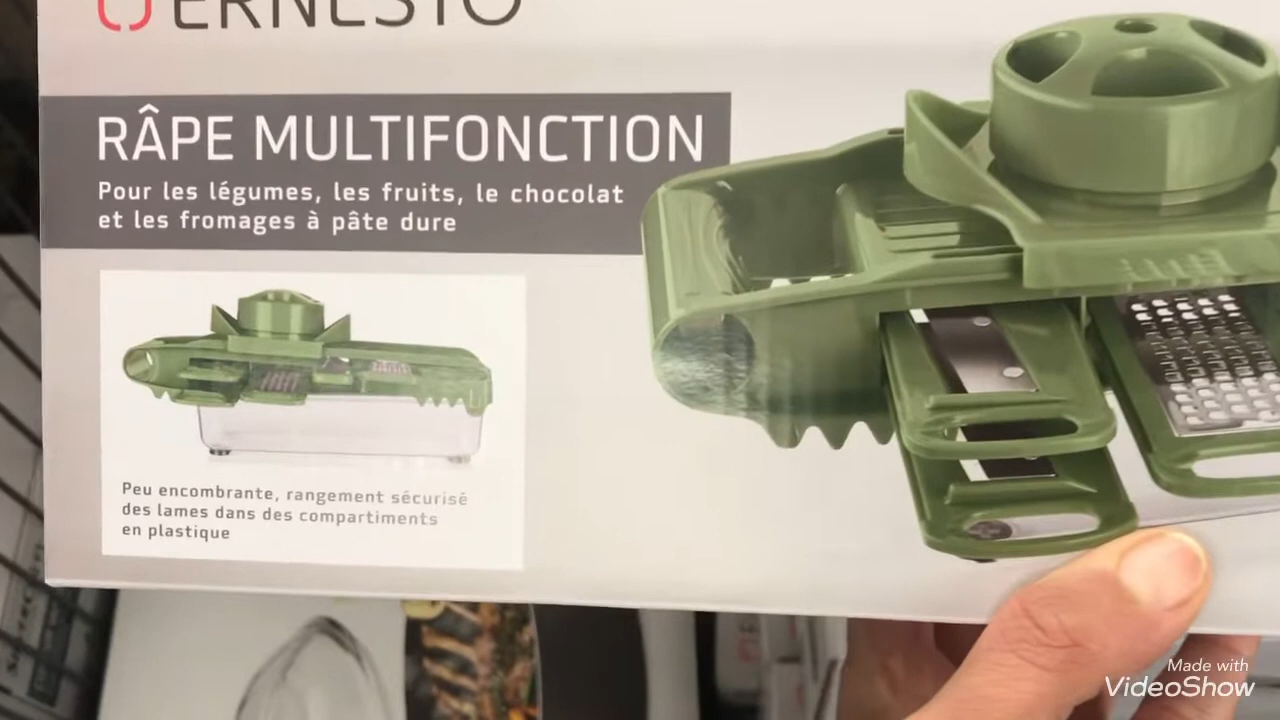 ERNESTO
RÂPE MULTIFONCTION
Pour les légumes, les fruits, le chocolat
et les fromages à pâte dure
Peu encombrante, rangement sécurisé
des lames dans des compartiments
en plastique
Made with
VideoShow